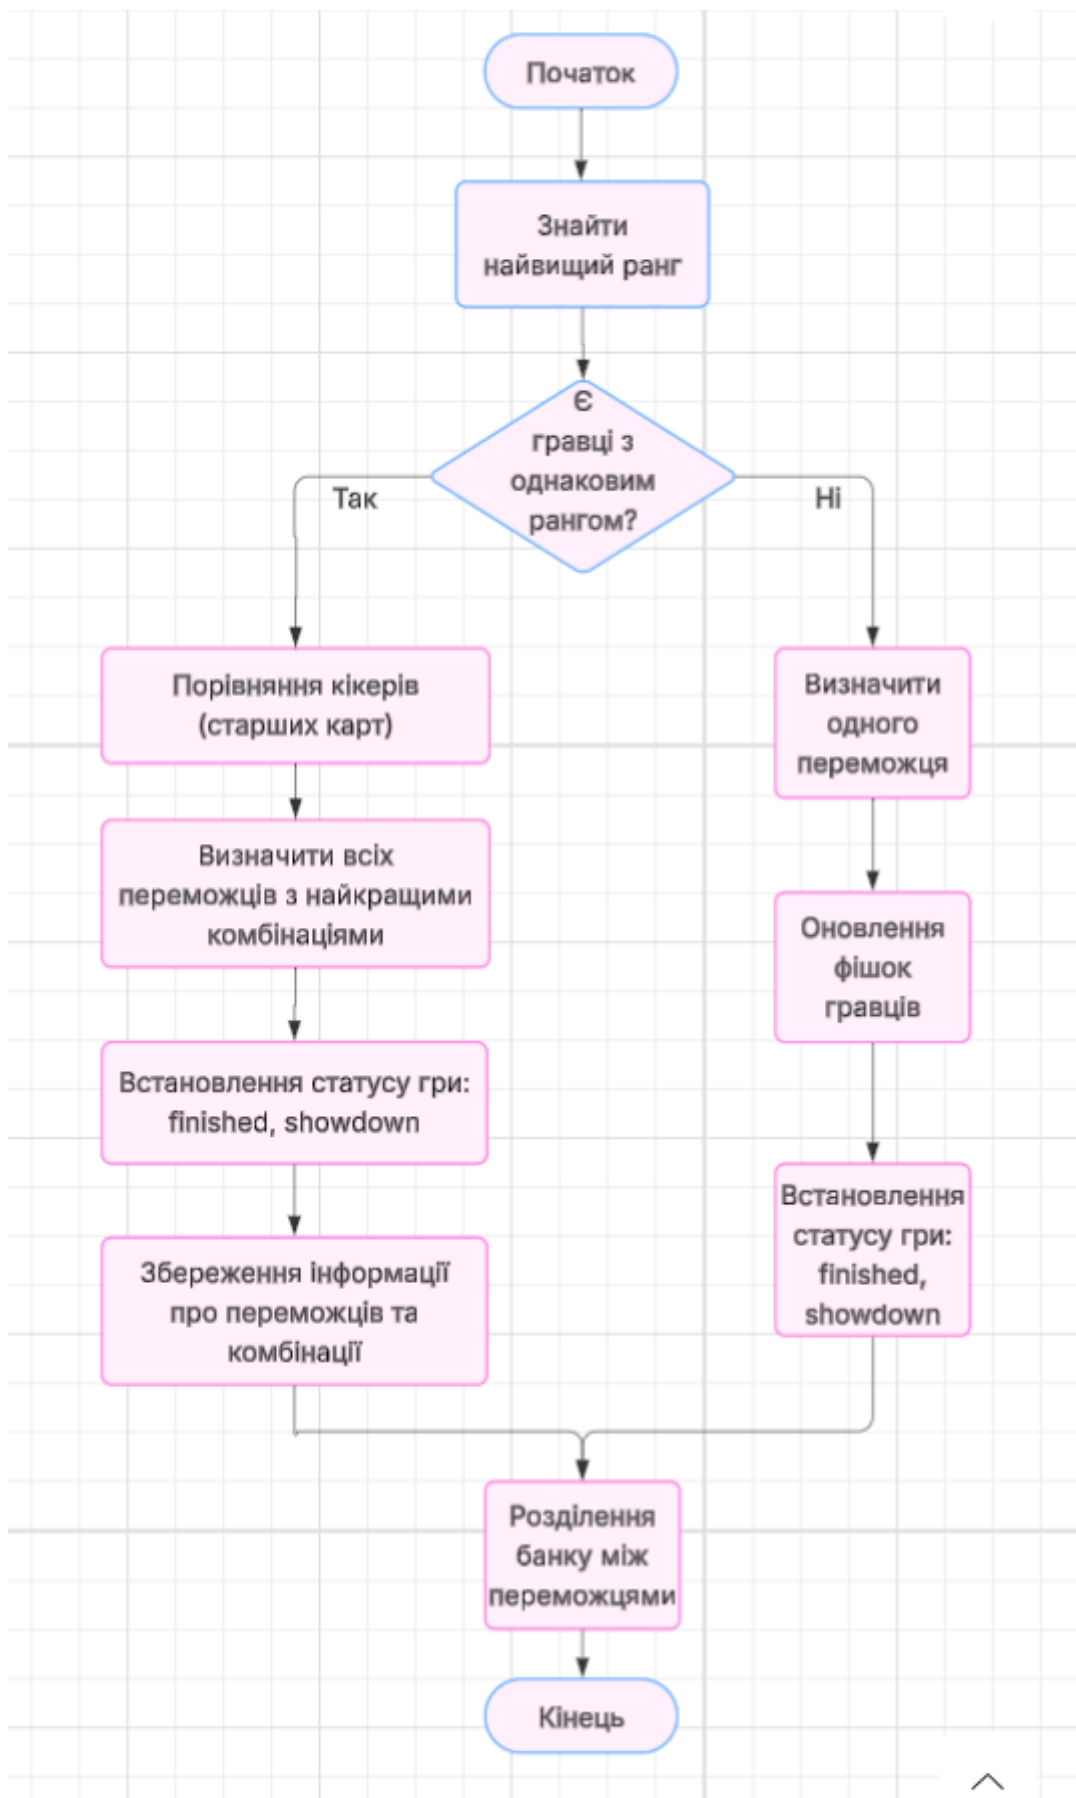 Початок
Знайти
найвищий ранг
Є
гравці з
однаковим
рангом?
Так
Ні
Порівняння кікерів
(старших карт)
Визначити всіх
переможців з найкращими
комбінаціями
Встановлення статусу гри:
finished, showdown
Збереження інформації
про переможців та
комбінації
Визначити
одного
переможця
Оновлення
фішок
гравців
Встановлення
статусу гри:
finished,
showdown
Розділення
банку між
переможцями
Кінець